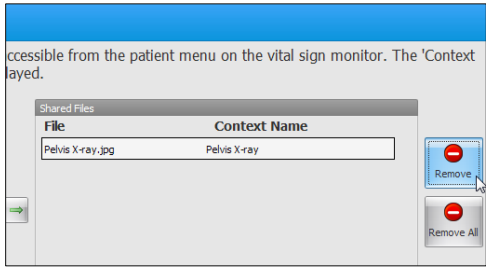 ccessible from the patient menu on the vital sign monitor. The 'Context
layed.
Shared Files
File Context Name
Pelvis X-ray.jpg Pelvis X-ray
Remove
Remove All